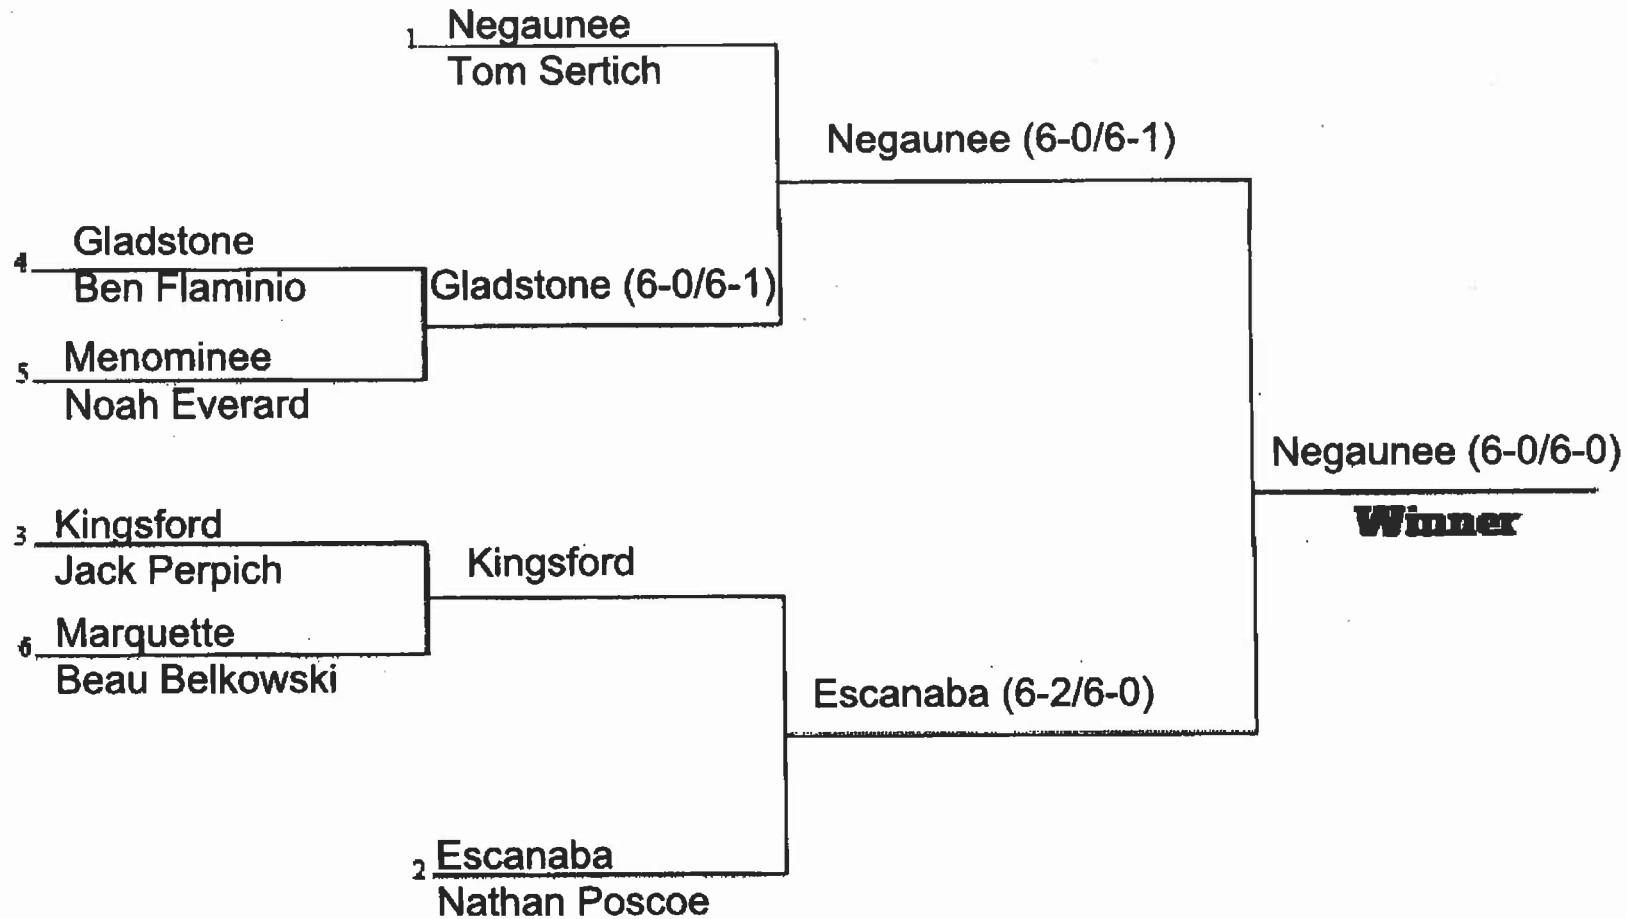 1 Negaunee
Tom Sertich
Negaunee (6-0/6-1)
4 Gladstone
Ben Flaminio
Gladstone (6-0/6-1)
5 Menominee
Noah Everard
Negaunee (6-0/6-0)
Winner
3 Kingsford
Jack Perpich
Kingsford
6 Marquette
Beau Belkowski
Escanaba (6-2/6-0)
2 Escanaba
Nathan Poscoe